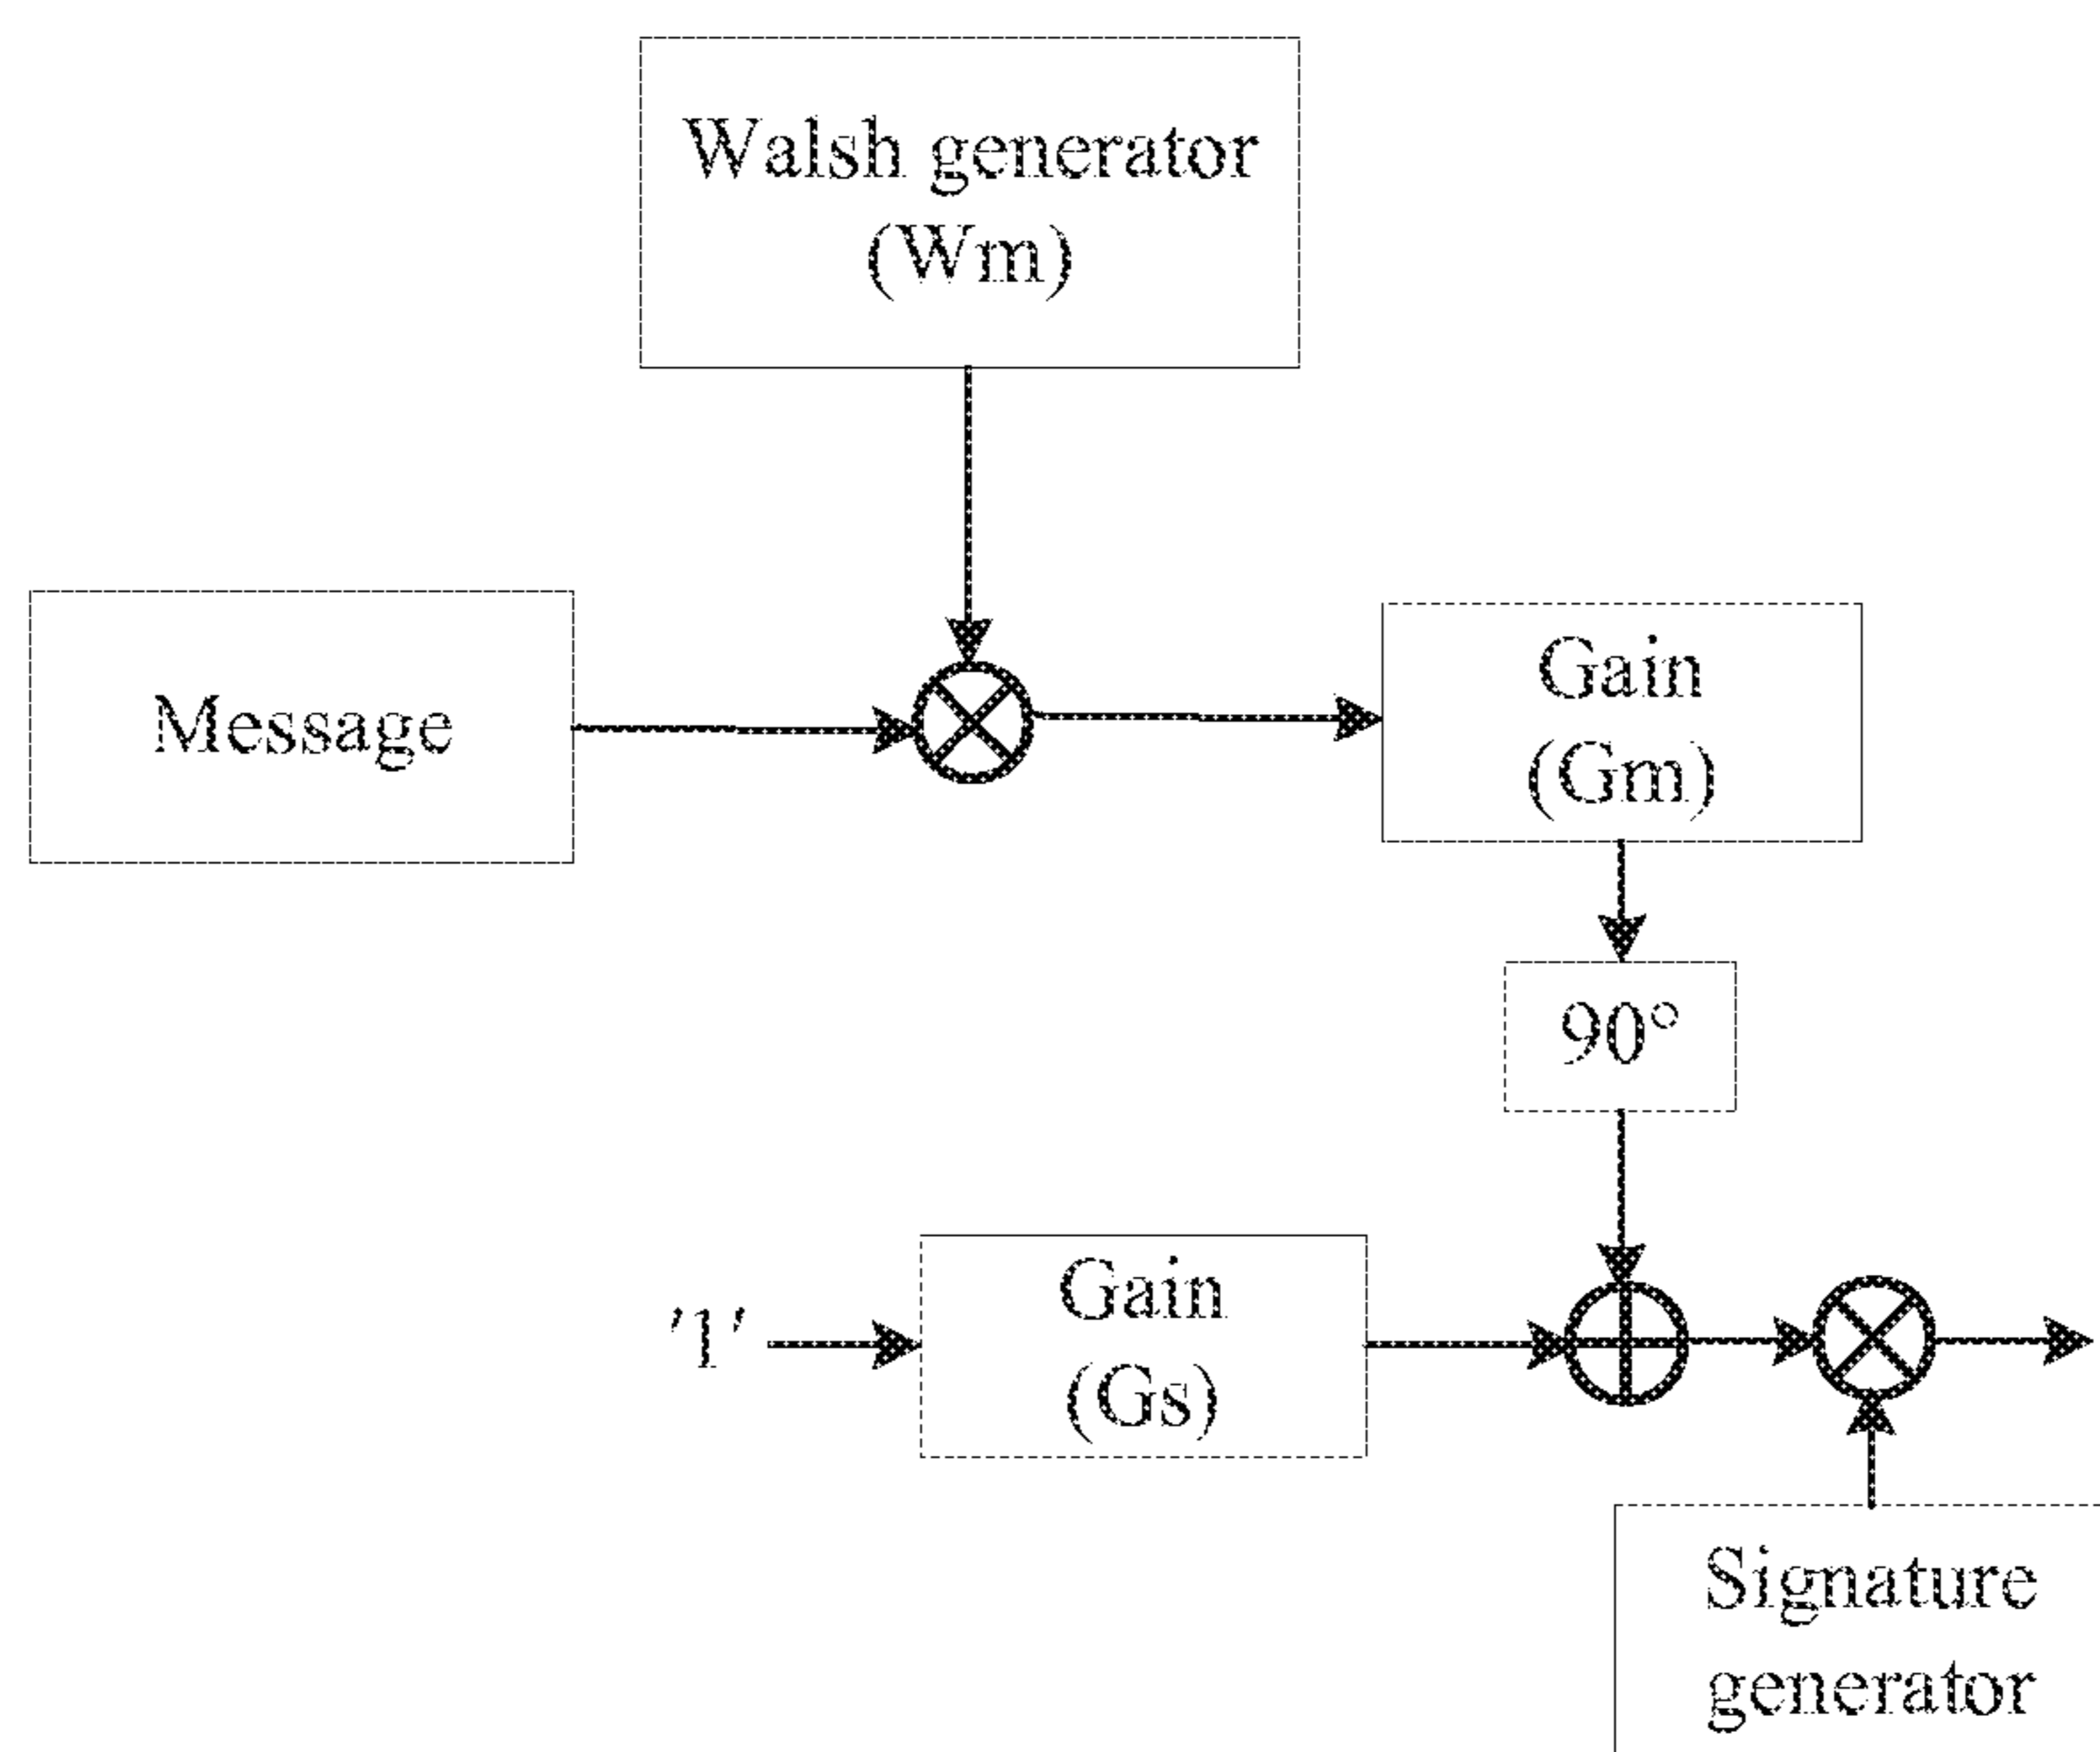 Walsh generator
(Wm)
Message
Gain
(Gm)
90°
'1'
Gain
(Gs)
Signature
generator